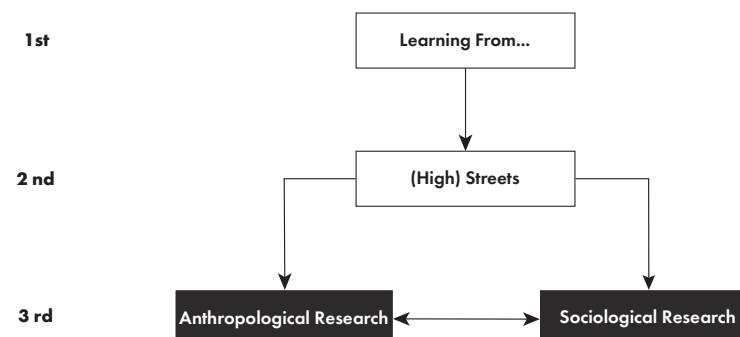 1st
Learning From...
2 nd
(High) Streets
3 rd
Anthropological Research
Sociological Research